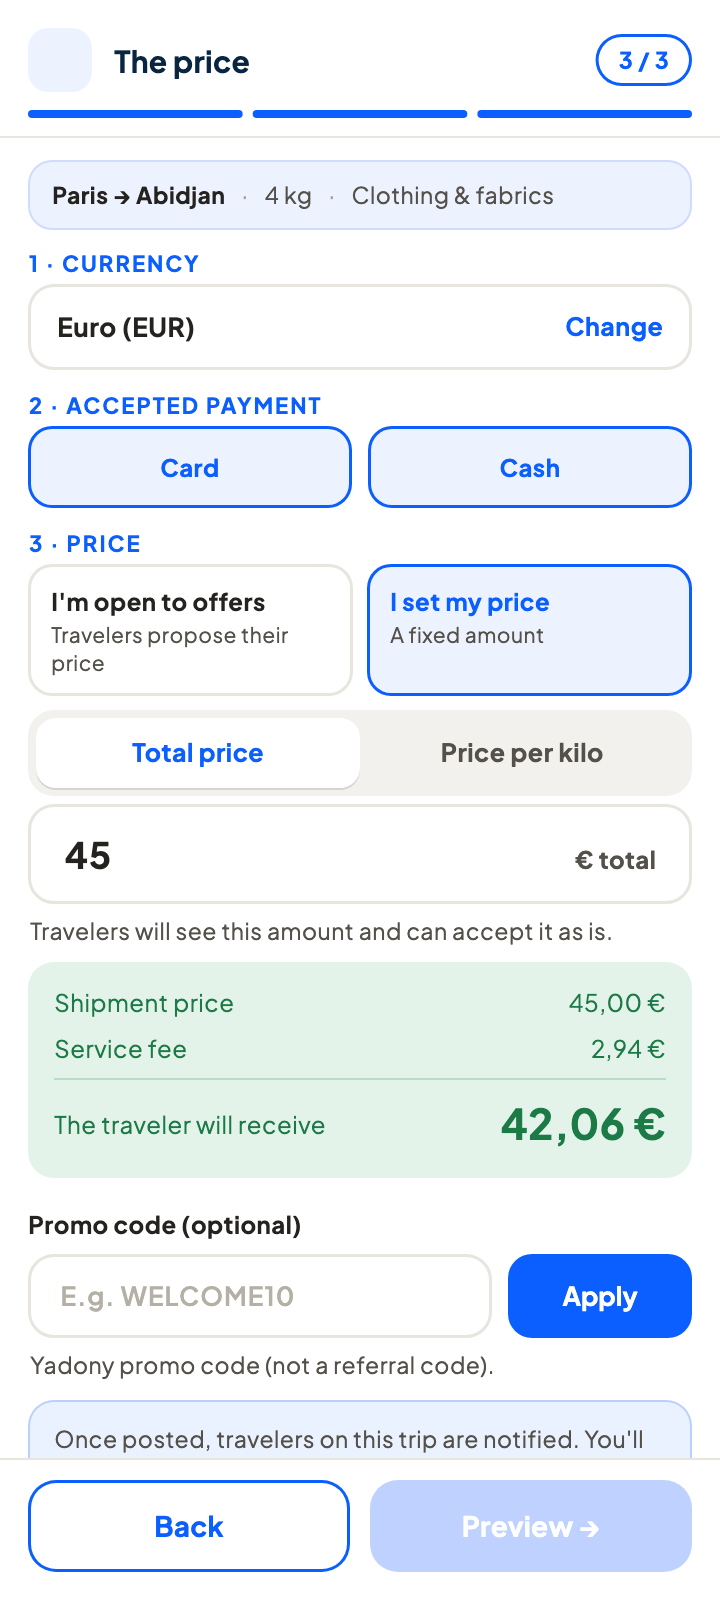 The price
3 / 3
Paris → Abidjan · 4 kg · Clothing & fabrics
1 · CURRENCY
Euro (EUR)
Change
2 · ACCEPTED PAYMENT
Card
Cash
3 · PRICE
I'm open to offers
Travelers propose their
price
I set my price
A fixed amount
Total price
Price per kilo
45
€ total
Travelers will see this amount and can accept it as is.
Shipment price 45,00 €
Service fee 2,94 €
The traveler will receive 42,06 €
Promo code (optional)
E.g. WELCOME10
Apply
Yadony promo code (not a referral code).
Once posted, travelers on this trip are notified. You'll
Back
Preview →